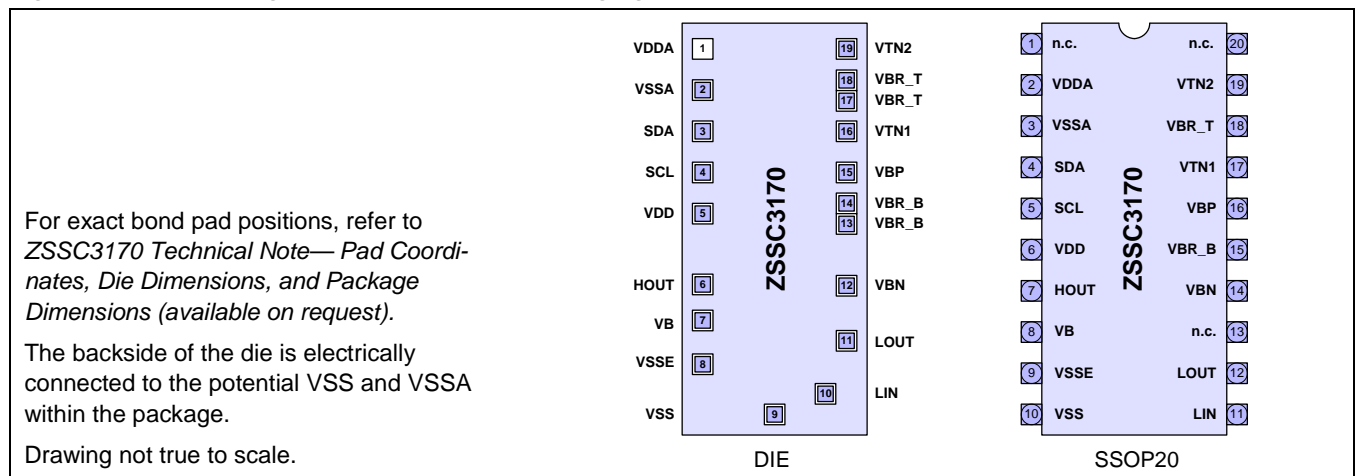 For exact bond pad positions, refer to
ZSSC3170 Technical Note— Pad Coordi-
nates, Die Dimensions, and Package
Dimensions (available on request).
The backside of the die is electrically
connected to the potential VSS and VSSA
within the package.
Drawing not true to scale.
VDDA 1 19 VTN2
VSSA 2 18 VBR_T
17 VBR_T
SDA 3 16 VTN1
SCL 4 15 VBP
VDD 5 14 VBR_B
13 VBR_B
HOUT 6 12 VBN
VB 7
11 LOUT
VSSE 8
10 LIN
VSS 9
ZSSC3170
DIE
1 n.c. n.c. 20
2 VDDA VTN2 19
3 VSSA VBR_T 18
4 SDA VTN1 17
5 SCL VBP 16
6 VDD VBR_B 15
7 HOUT VBN 14
8 VB n.c. 13
9 VSSE LOUT 12
10 VSS LIN 11
ZSSC3170
SSOP20